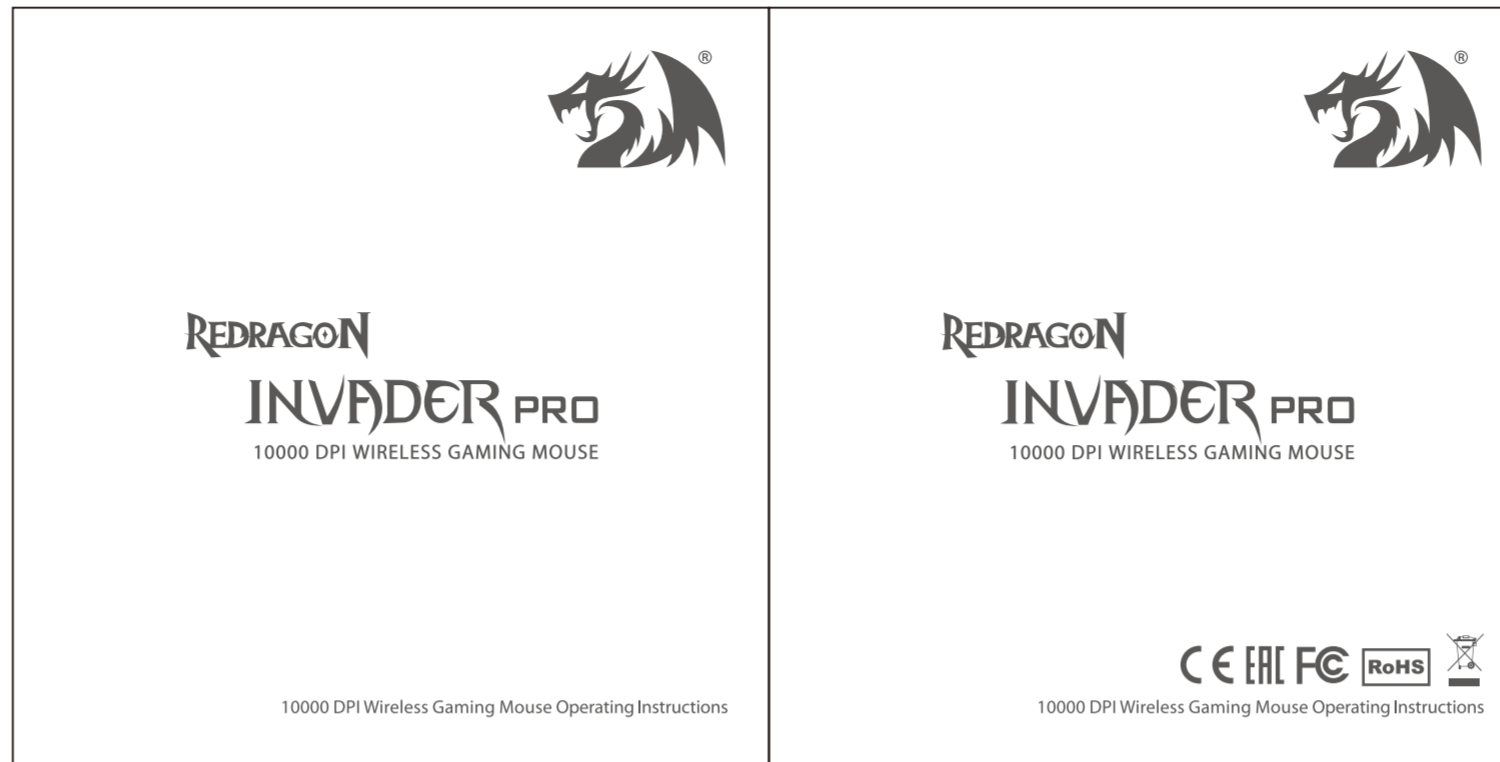 ®
REDRAGON
INVADER PRO
10000 DPI WIRELESS GAMING MOUSE
10000 DPI Wireless Gaming Mouse Operating Instructions
®
REDRAGON
INVADER PRO
10000 DPI WIRELESS GAMING MOUSE
CE EAC FC RoHS
10000 DPI Wireless Gaming Mouse Operating Instructions